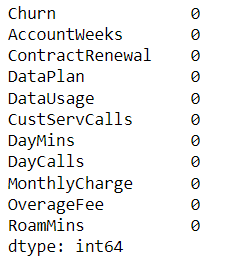 Churn 0
AccountWeeks 0
ContractRenewal 0
DataPlan 0
DataUsage 0
CustServCalls 0
DayMins 0
DayCalls 0
MonthlyCharge 0
OverageFee 0
RoamMins 0
dtype: int64